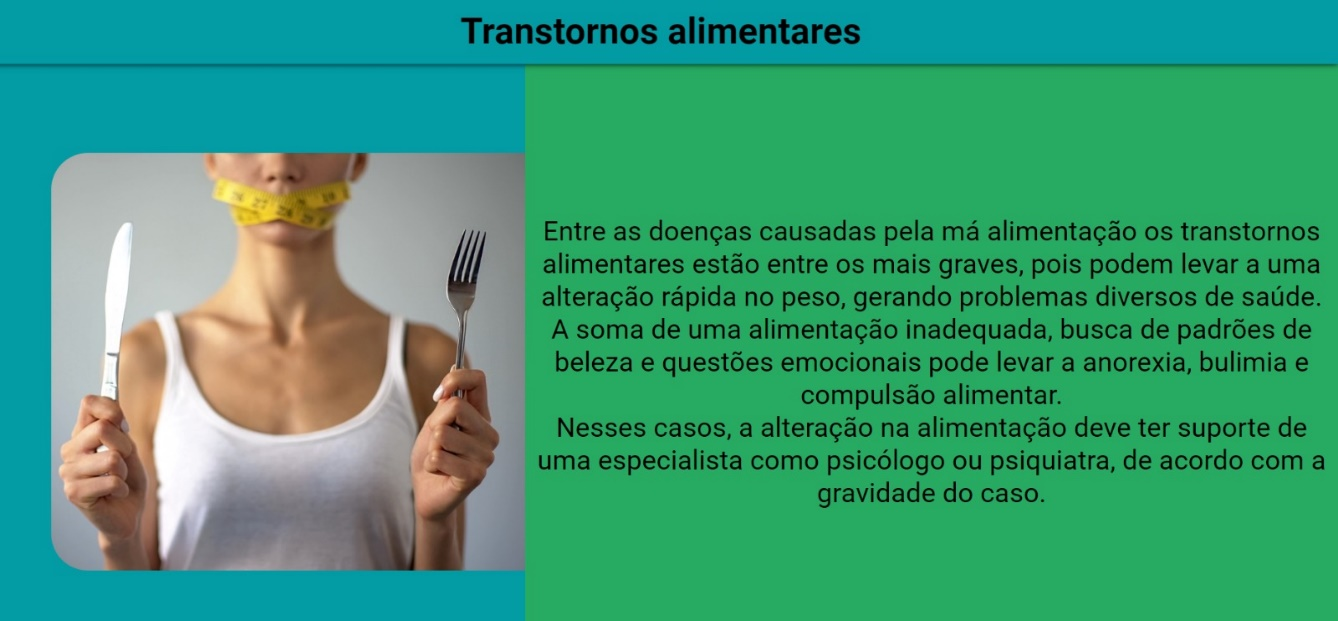 Transtornos alimentares
Entre as doenças causadas pela má alimentação os transtornos
alimentares estão entre os mais graves, pois podem levar a uma
alteração rápida no peso, gerando problemas diversos de saúde.
A soma de uma alimentação inadequada, busca de padrões de
beleza e questões emocionais pode levar a anorexia, bulimia e
compulsão alimentar.
Nesses casos, a alteração na alimentação deve ter suporte de
uma especialista como psicólogo ou psiquiatra, de acordo com a
gravidade do caso.